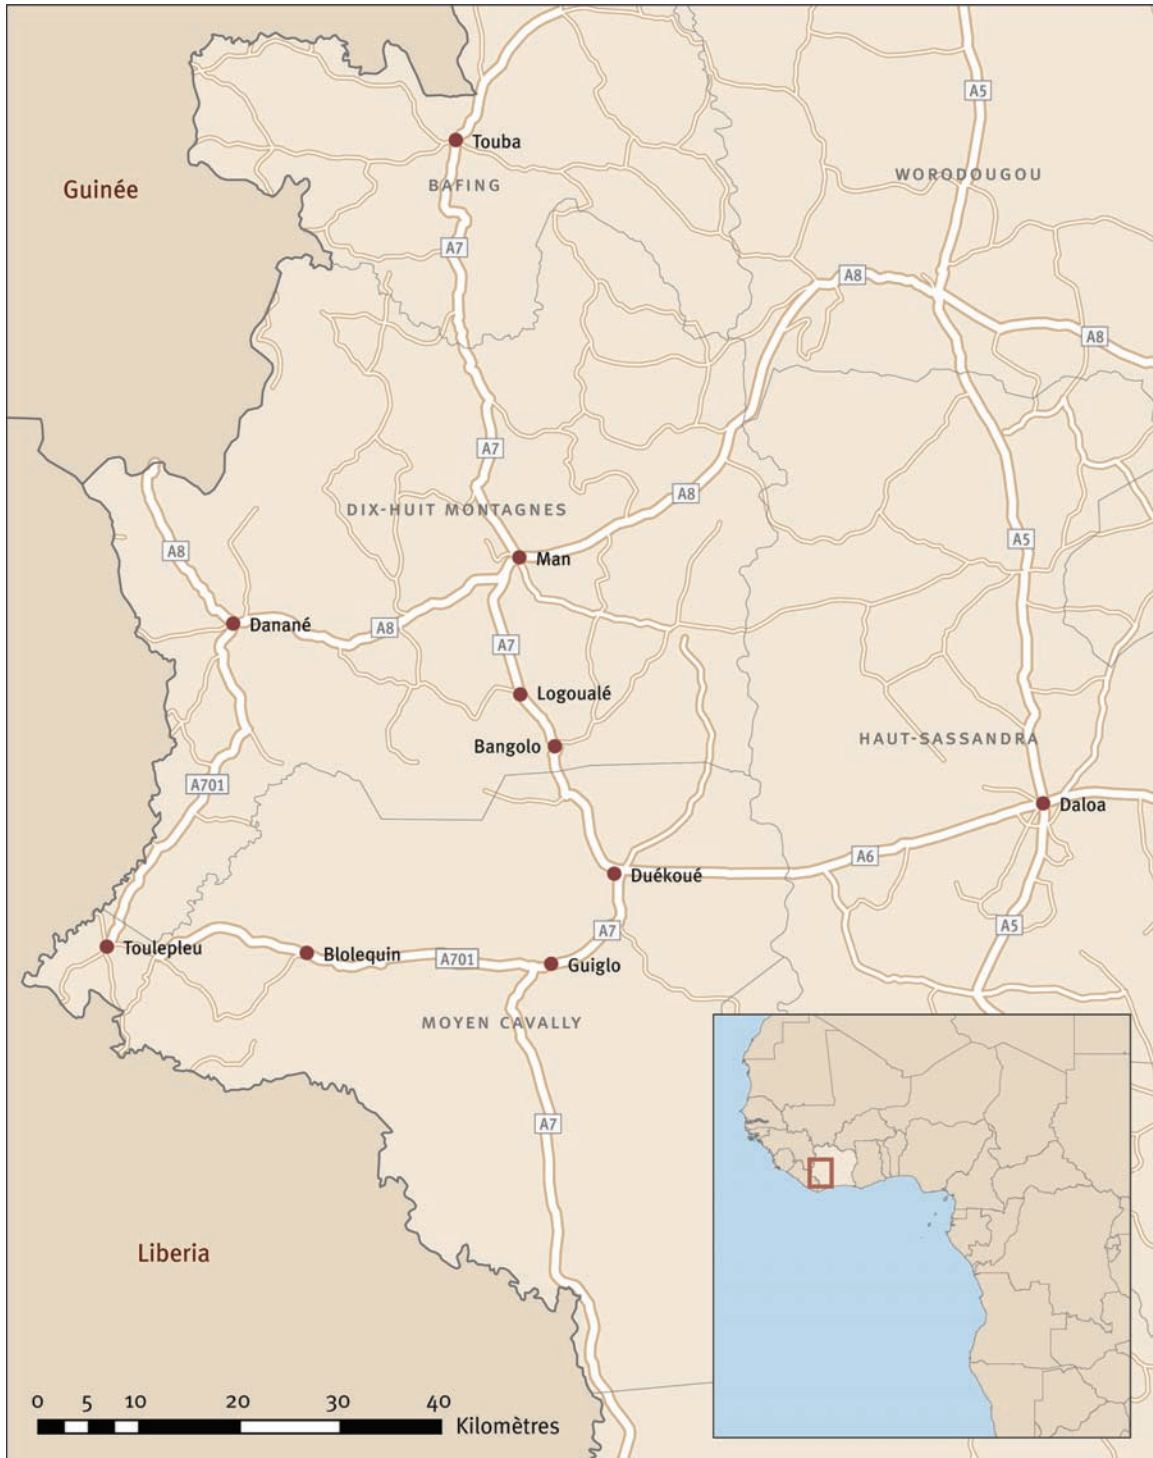 A5
Touba
WORODOUGOU
Guinée
BAFING
A7
A8
A8
A7
A8
DIX-HUIT MONTAGNES
A5
A8
Man
Danané
A8
A7
Logoualé
HAUT-SASSANDRA
Bangolo
A701
Daloa
A6
Duékoué
A5
A7
Toulepleu
Blolequin
A701
Guiglo
MOYEN CAVALLY
A7
Liberia
0 5 10 20 30 40
Kilomètres